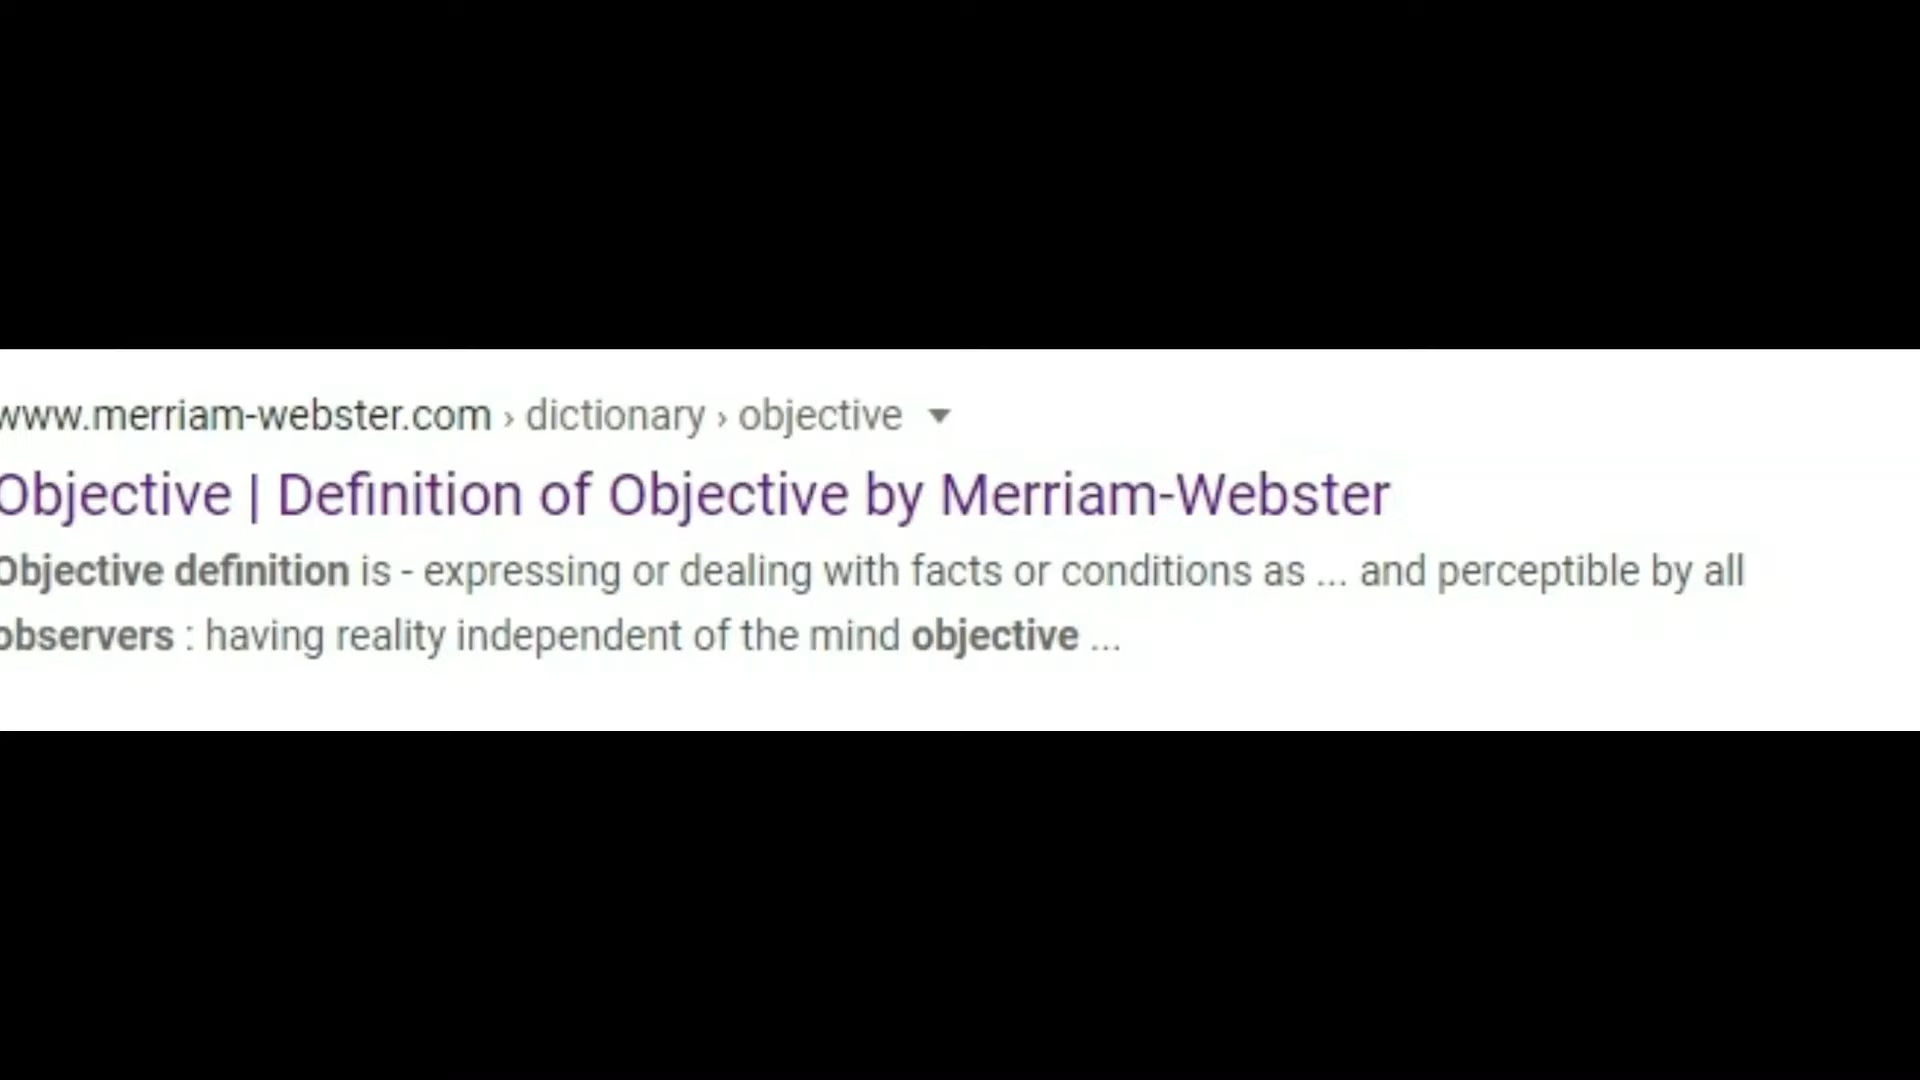 www.merriam-webster.com › dictionary › objective
Objective | Definition of Objective by Merriam-Webster
Objective definition is - expressing or dealing with facts or conditions as ... and perceptible by all
observers : having reality independent of the mind objective ...